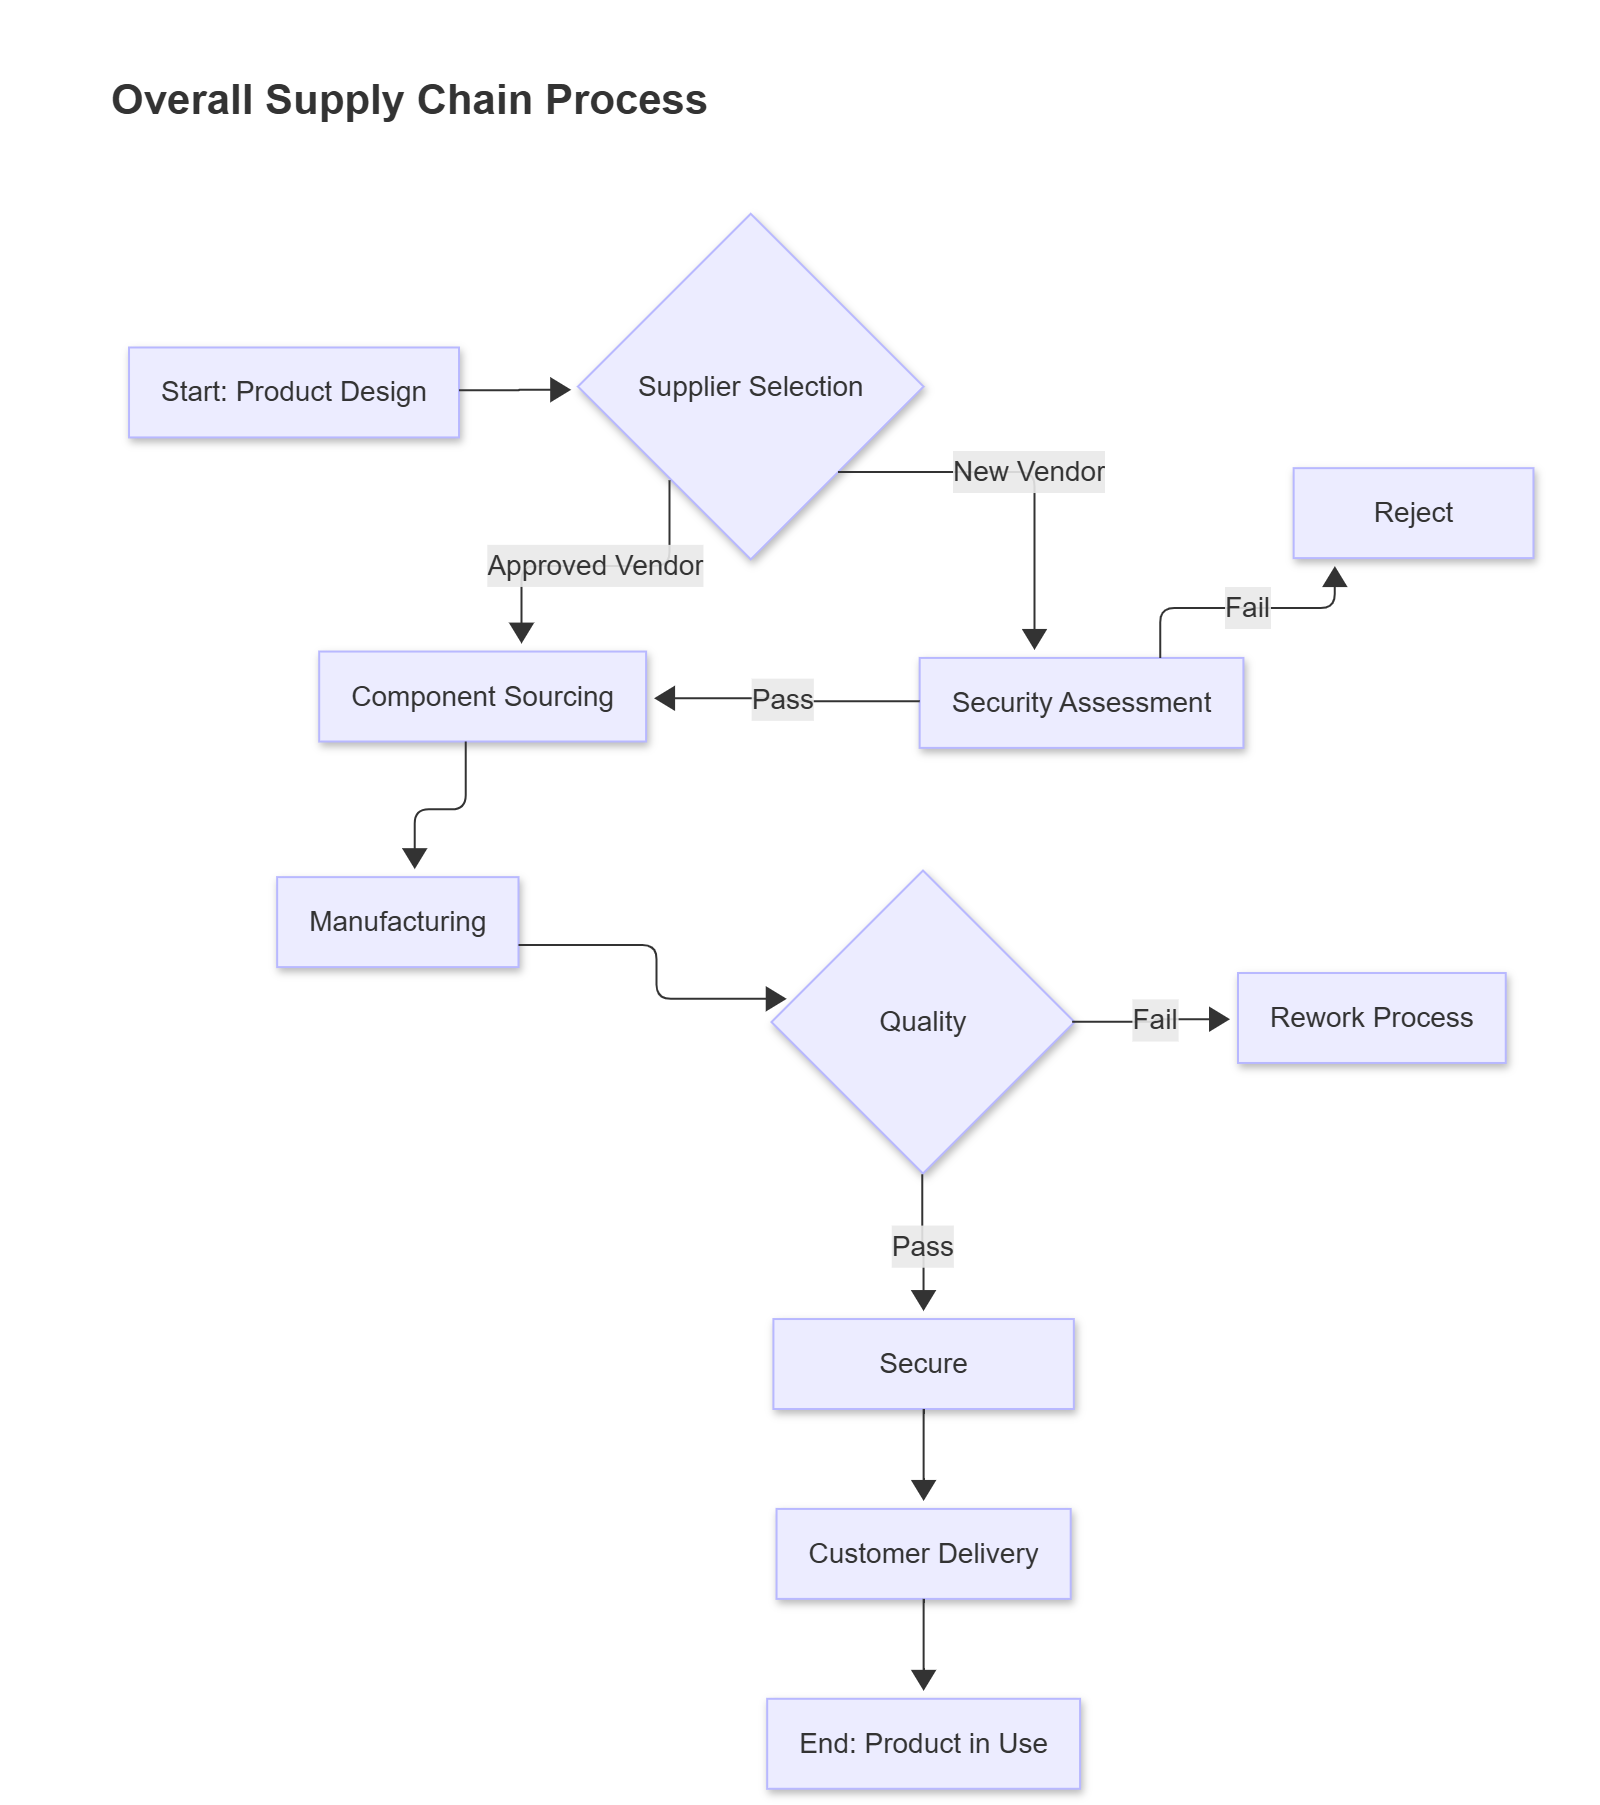 Overall Supply Chain Process
Supplier Selection
Start: Product Design
New Vendor
Reject
Approved Vendor
Fail
Component Sourcing
Pass
Security Assessment
Manufacturing
Quality
Fail
Rework Process
Pass
Secure
Customer Delivery
End: Product in Use